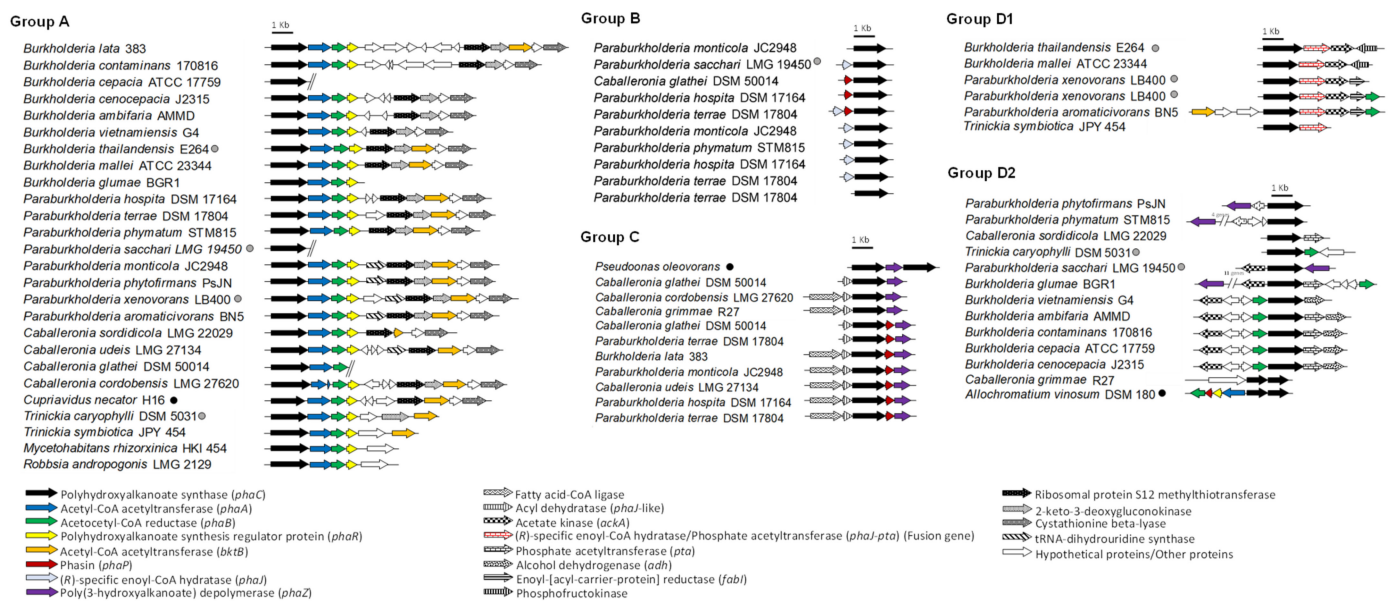 Group A
1 Kb
Burkholderia lata 383
Burkholderia contaminans 170816
Burkholderia cepacia ATCC 17759
Burkholderia cenocepacia J2315
Burkholderia ambifaria AMMD
Burkholderia vietnamiensis G4
Burkholderia thailandensis E264
Burkholderia mallei ATCC 23344
Burkholderia glumae BGR1
Paraburkholderia hospita DSM 17164
Paraburkholderia terrae DSM 17804
Paraburkholderia phymatum STM815
Paraburkholderia sacchari LMG 19450
Paraburkholderia monticola JC2948
Paraburkholderia phytofirmans PsJN
Paraburkholderia xenovorans LB400
Paraburkholderia aromaticivorans BN5
Caballeronia sordidicola LMG 22029
Caballeronia udeis LMG 27134
Caballeronia glathei DSM 50014
Caballeronia cordobensis LMG 27620
Cupriavidus necator H16
Trinickia caryophylli DSM 5031
Trinickia symbiotica JPY 454
Mycetohabitans rhizorxinica HKI 454
Robbsia andropogonis LMG 2129
Group B
1 Kb
Paraburkholderia monticola JC2948
Paraburkholderia sacchari LMG 19450
Caballeronia glathei DSM 50014
Paraburkholderia hospita DSM 17164
Paraburkholderia terrae DSM 17804
Paraburkholderia monticola JC2948
Paraburkholderia phymatum STM815
Paraburkholderia hospita DSM 17164
Paraburkholderia terrae DSM 17804
Paraburkholderia terrae DSM 17804
Group C
1 Kb
Pseudoonas oleovorans
Caballeronia glathei DSM 50014
Caballeronia cordobensis LMG 27620
Caballeronia grimmae R27
Caballeronia glathei DSM 50014
Paraburkholderia terrae DSM 17804
Burkholderia lata 383
Paraburkholderia monticola JC2948
Caballeronia udeis LMG 27134
Paraburkholderia hospita DSM 17164
Paraburkholderia terrae DSM 17804
Group D1
1 Kb
Burkholderia thailandensis E264
Burkholderia mallei ATCC 23344
Paraburkholderia xenovorans LB400
Paraburkholderia xenovorans LB400
Paraburkholderia aromaticivorans BN5
Trinickia symbiotica JPY 454
Group D2
1 Kb
Paraburkholderia phytofirmans PsJN
Paraburkholderia phymatum STM815
Caballeronia sordidicola LMG 22029
Trinickia caryophylli DSM 5031
Paraburkholderia sacchari LMG 19450
Burkholderia glumae BGR1
Burkholderia vietnamiensis G4
Burkholderia ambifaria AMMD
Burkholderia contaminans 170816
Burkholderia cepacia ATCC 17759
Burkholderia cenocepacia J2315
Caballeronia grimmae R27
Allochromatium vinosum DSM 180
Polyhydroxyalkanoate synthase (phaC)
Acetyl-CoA acetyltransferase (phaA)
Acetocetyl-CoA reductase (phaB)
Polyhydroxyalkanoate synthesis regulator protein (phaR)
Acetyl-CoA acetyltransferase (bktB)
Phasin (phaP)
(R)-specific enoyl-CoA hydratase (phaJ)
Poly(3-hydroxyalkanoate) depolymerase (phaZ)
Fatty acid-CoA ligase
Acyl dehydratase (phaJ-like)
Acetate kinase (ackA)
(R)-specific enoyl-CoA hydratase/Phosphate acetyltransferase (phaJ-pta) (Fusion gene)
Phosphate acetyltransferase (pta)
Alcohol dehydrogenase (adh)
Enoyl-[acyl-carrier-protein] reductase (fabI)
Phosphofructokinase
Ribosomal protein S12 methylthiotransferase
2-keto-3-deoxygluconokinase
Cystathionine beta-lyase
tRNA-dihydrouridine synthase
Hypothetical proteins/Other proteins